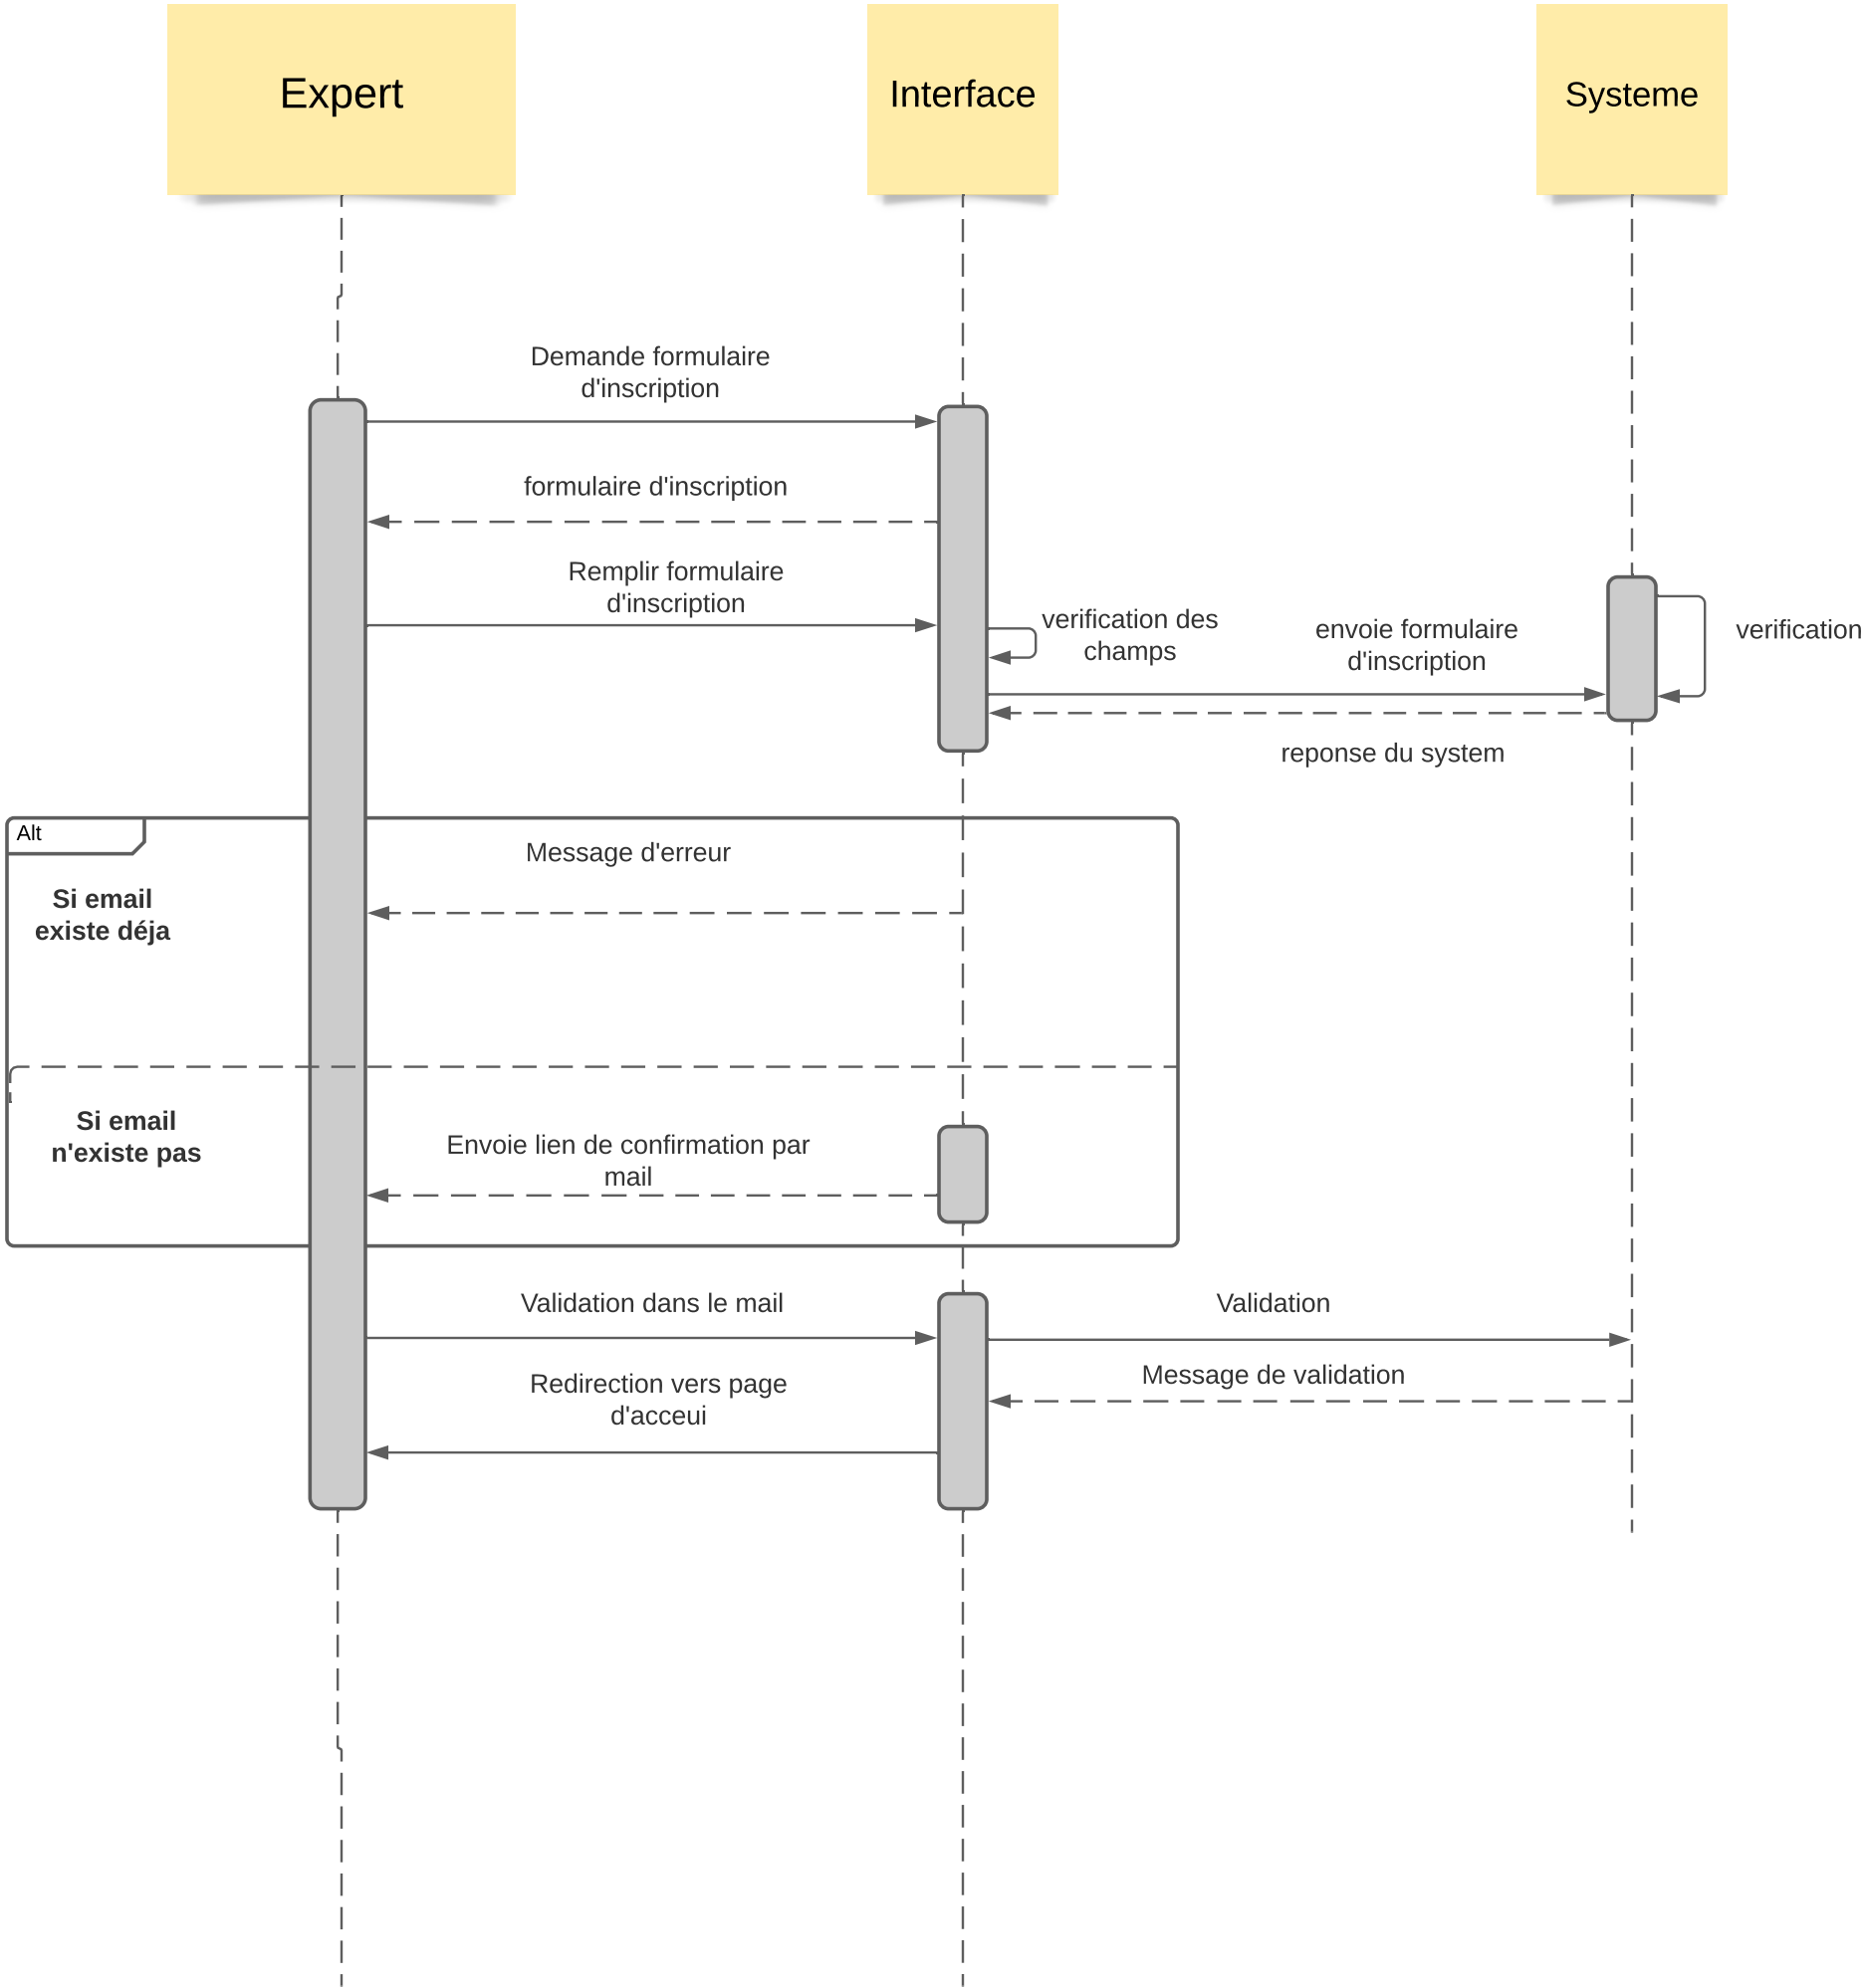 Expert
Interface
Systeme
Demande formulaire
d'inscription
formulaire d'inscription
Remplir formulaire
d'inscription
verification des
champs
envoie formulaire
d'inscription
verification
reponse du system
Alt
Message d'erreur
Si email
existe déja
Si email
n'existe pas
Envoie lien de confirmation par
mail
Validation dans le mail
Validation
Message de validation
Redirection vers page
d'acceui